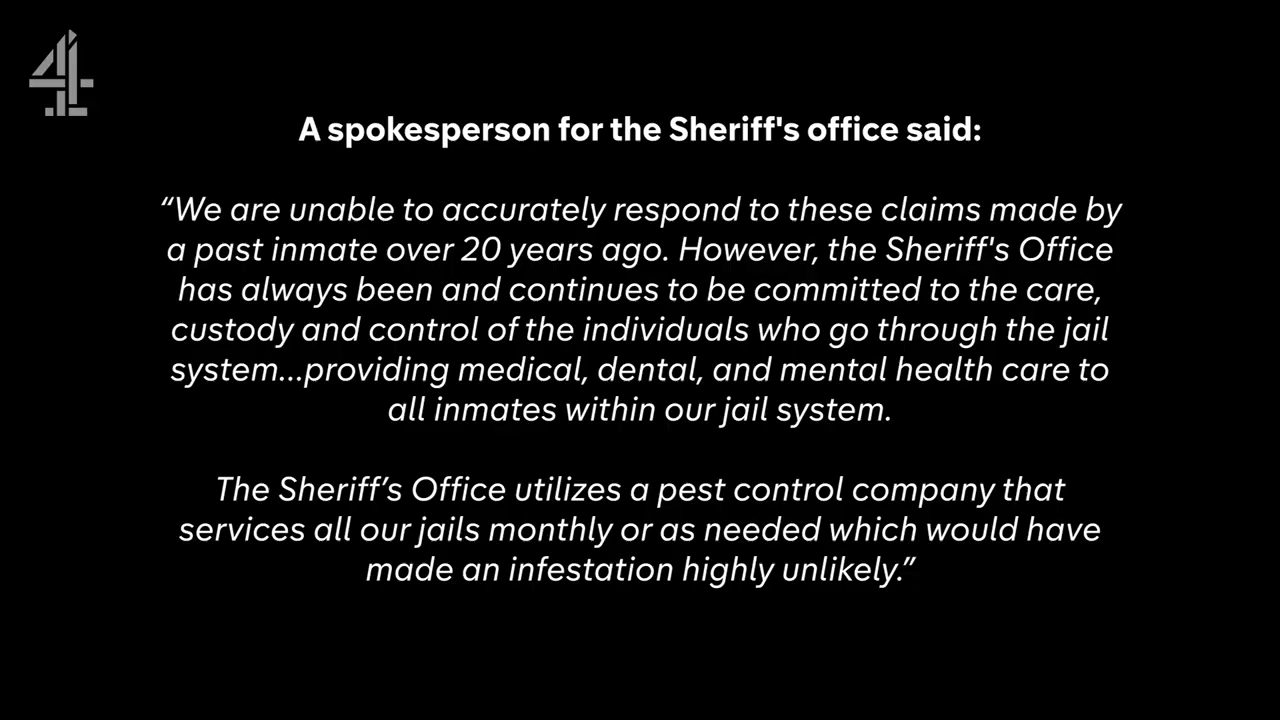 A spokesperson for the Sheriff's office said:
“We are unable to accurately respond to these claims made by
a past inmate over 20 years ago. However, the Sheriff's Office
has always been and continues to be committed to the care,
custody and control of the individuals who go through the jail
system...providing medical, dental, and mental health care to
all inmates within our jail system.
The Sheriff’s Office utilizes a pest control company that
services all our jails monthly or as needed which would have
made an infestation highly unlikely.”